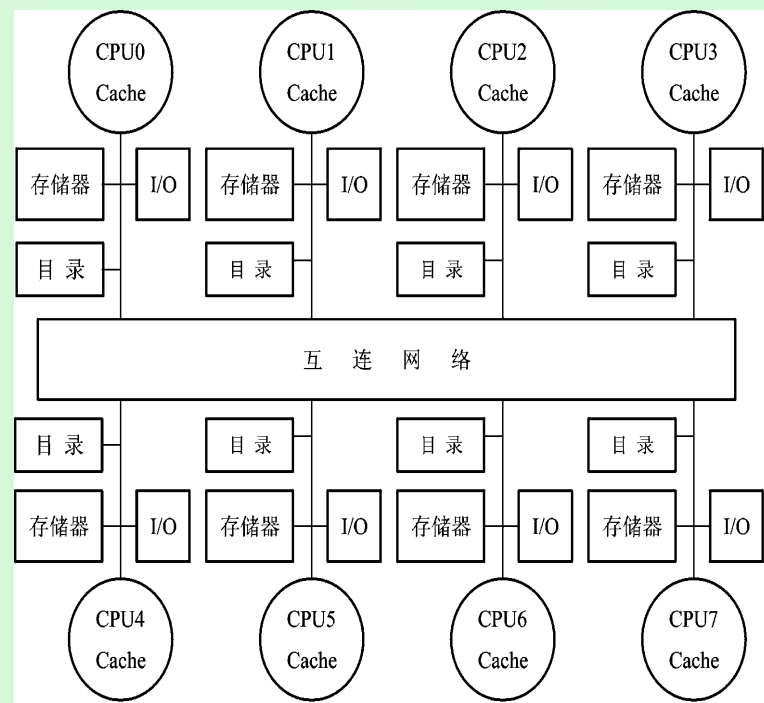 CPU0 CPU1 CPU2 CPU3
Cache Cache Cache Cache
存储器 I/O 存储器 I/O 存储器 I/O 存储器 I/O
目 录 目 录 目 录 目 录
互 连 网 络
目 录 目 录 目 录 目 录
存储器 I/O 存储器 I/O 存储器 I/O 存储器 I/O
CPU4 CPU5 CPU6 CPU7
Cache Cache Cache Cache